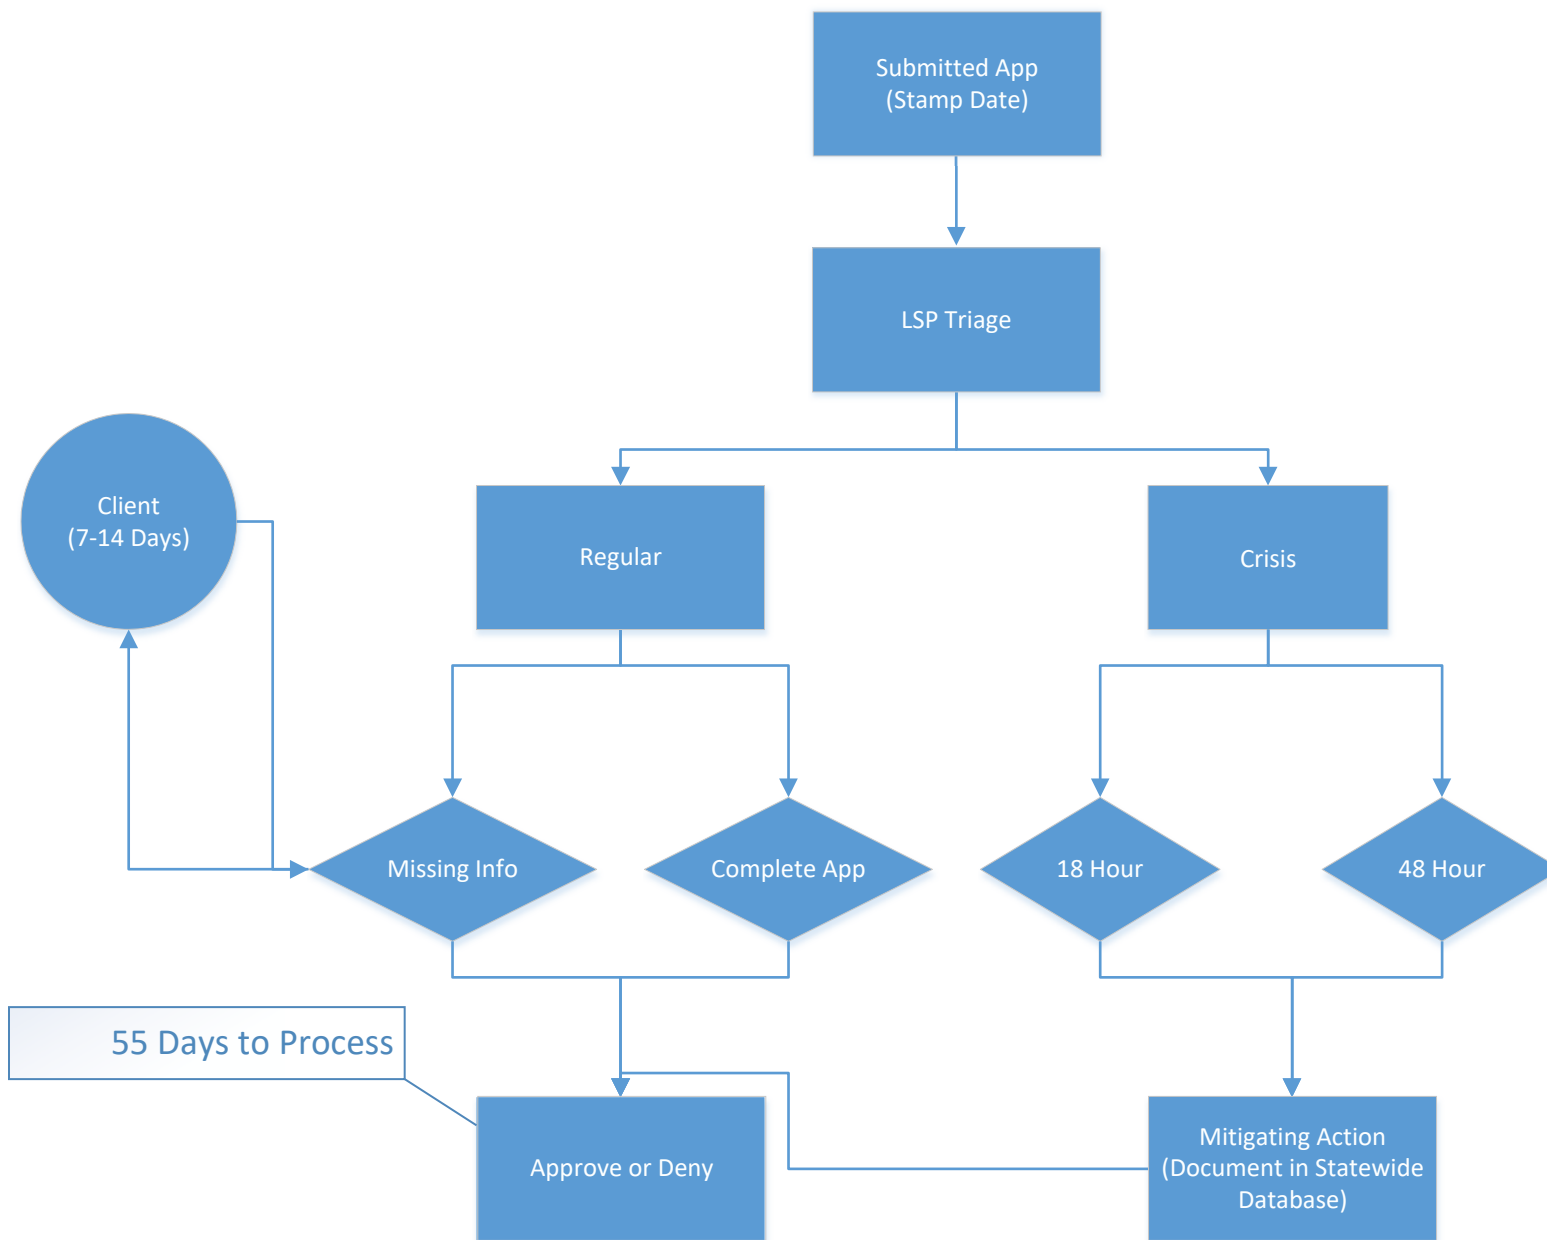 Submitted App
(Stamp Date)
LSP Triage
Client
(7-14 Days)
Regular
Crisis
Missing Info
Complete App
18 Hour
48 Hour
55 Days to Process
Approve or Deny
Mitigating Action
(Document in Statewide
Database)